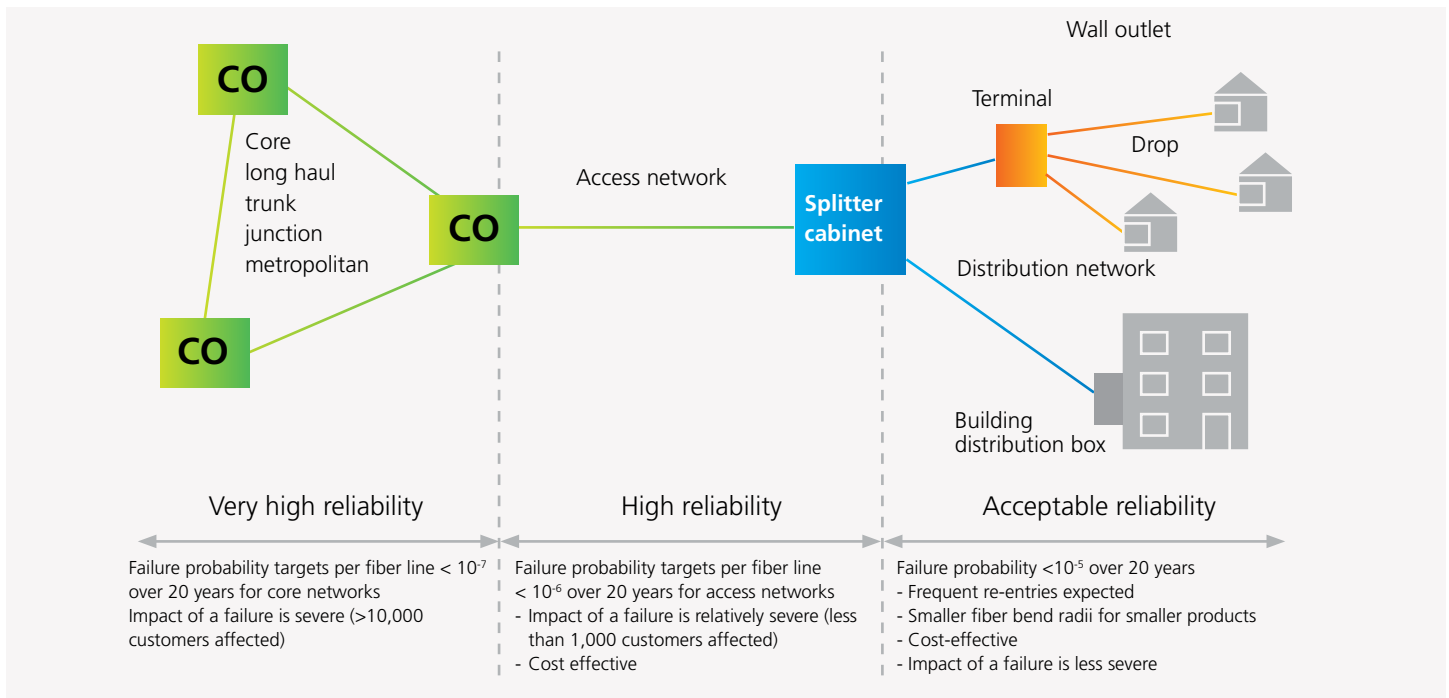 Wall outlet
CO
Terminal
Core
long haul
trunk
junction
metropolitan
Drop
Access network
CO
Splitter
cabinet
Distribution network
CO
Building
distribution box
Very high reliability
High reliability
Acceptable reliability
Failure probability targets per fiber line < 10⁻⁷
over 20 years for core networks
Impact of a failure is severe (>10,000
customers affected)
Failure probability targets per fiber line
< 10⁻⁶ over 20 years for access networks
- Impact of a failure is relatively severe (less
than 1,000 customers affected)
- Cost effective
Failure probability <10⁻⁵ over 20 years
- Frequent re-entries expected
- Smaller fiber bend radii for smaller products
- Cost-effective
- Impact of a failure is less severe